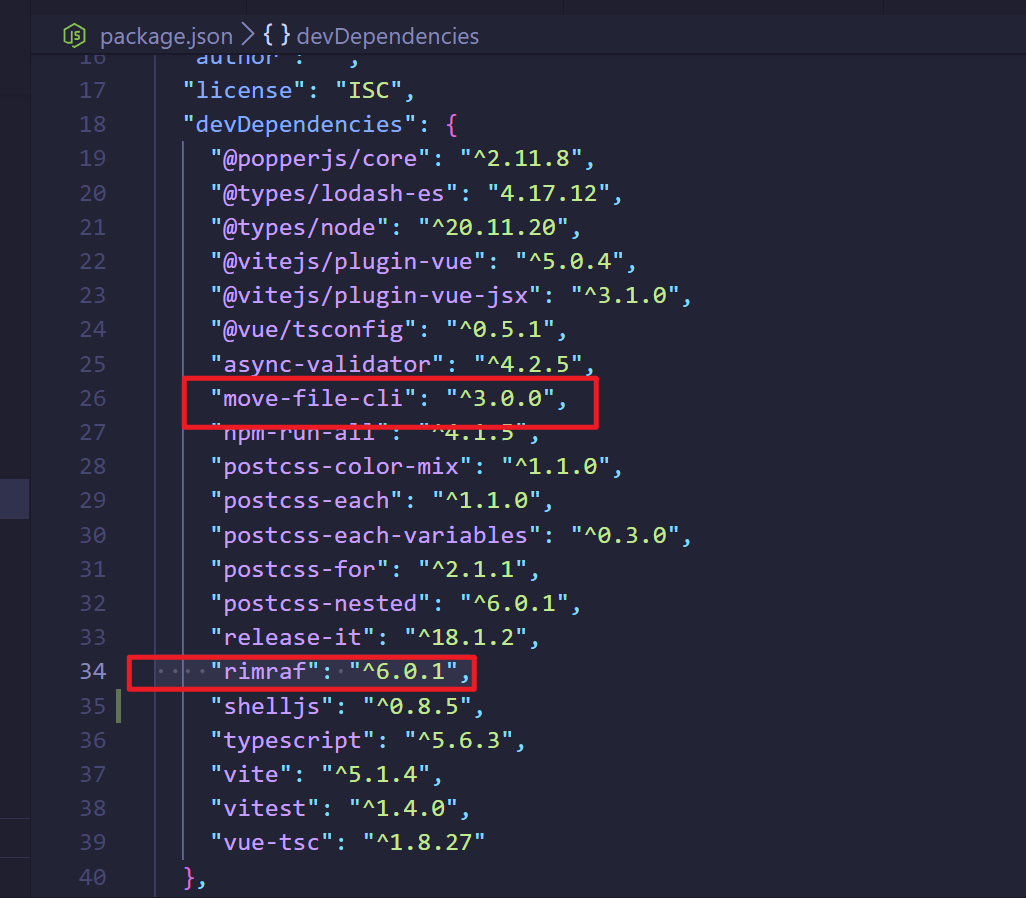 package.json > {} devDependencies
16 "author": "",
17 "license": "ISC",
18 "devDependencies": {
19 "@popperjs/core": "^2.11.8",
20 "@types/lodash-es": "4.17.12",
21 "@types/node": "^20.11.20",
22 "@vitejs/plugin-vue": "^5.0.4",
23 "@vitejs/plugin-vue-jsx": "^3.1.0",
24 "@vue/tsconfig": "^0.5.1",
25 "async-validator": "^4.2.5",
26 "move-file-cli": "^3.0.0",
27 "npm-run-all": "^4.1.5",
28 "postcss-color-mix": "^1.1.0",
29 "postcss-each": "^1.1.0",
30 "postcss-each-variables": "^0.3.0",
31 "postcss-for": "^2.1.1",
32 "postcss-nested": "^6.0.1",
33 "release-it": "^18.1.2",
34 "rimraf": "^6.0.1",
35 "shelljs": "^0.8.5",
36 "typescript": "^5.6.3",
37 "vite": "^5.1.4",
38 "vitest": "^1.4.0",
39 "vue-tsc": "^1.8.27"
40 },